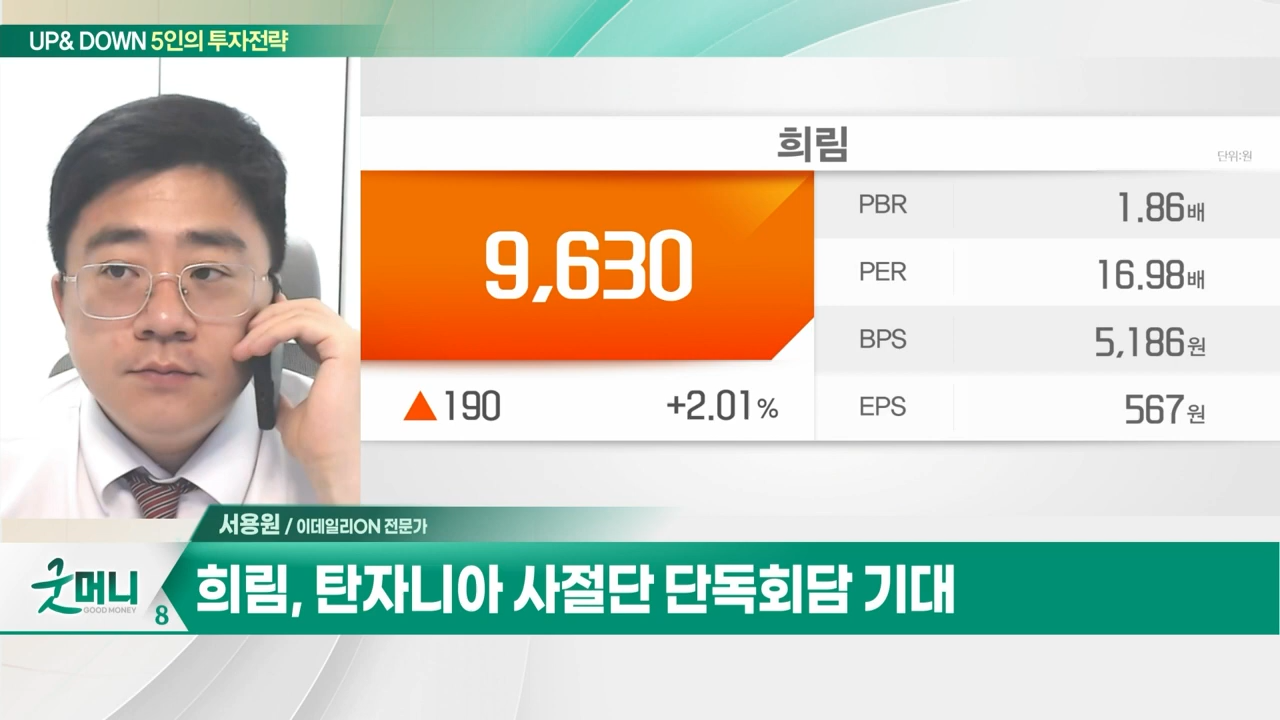 UP& DOWN 5인의 투자전략
희림
단위:원
9,630
▲190 +2.01%
PBR 1.86배
PER 16.98배
BPS 5,186원
EPS 567원
서용원 / 이데일리ON 전문가
굿머니
GOOD MONEY
8
희림, 탄자니아 사절단 단독회담 기대